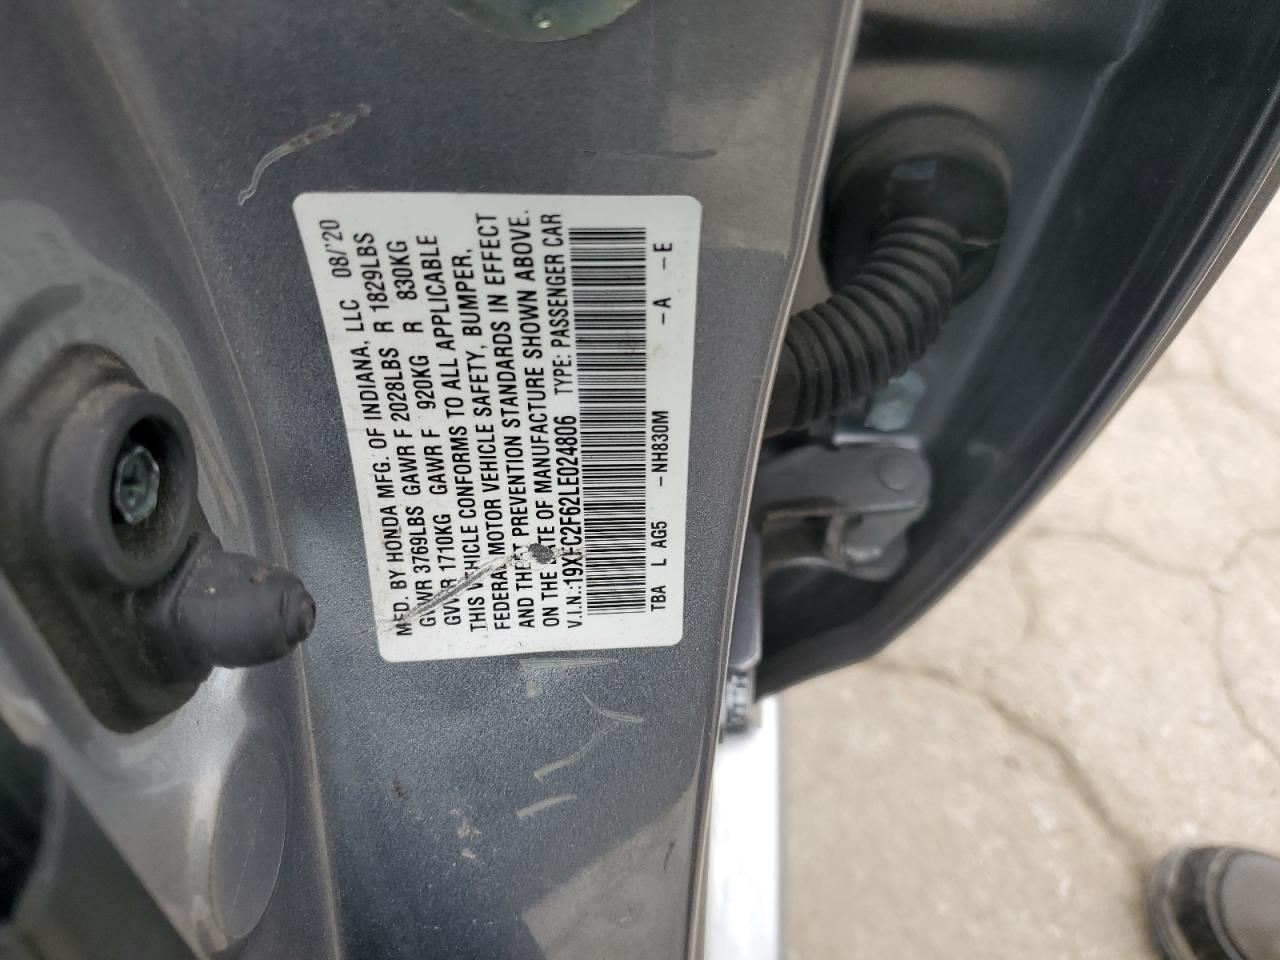 MFD. BY HONDA MFG. OF INDIANA, LLC 08/'20
GVWR 3769LBS GAWR F 2028LBS R 1829LBS
GVWR 1710KG GAWR F 920KG R 830KG
THIS VEHICLE CONFORMS TO ALL APPLICABLE
FEDERAL MOTOR VEHICLE SAFETY, BUMPER,
AND THEFT PREVENTION STANDARDS IN EFFECT
ON THE DATE OF MANUFACTURE SHOWN ABOVE.
V.I.N.:19XFC2F62LE024806 TYPE: PASSENGER CAR
TBA L AG5 -NH830M -A -E